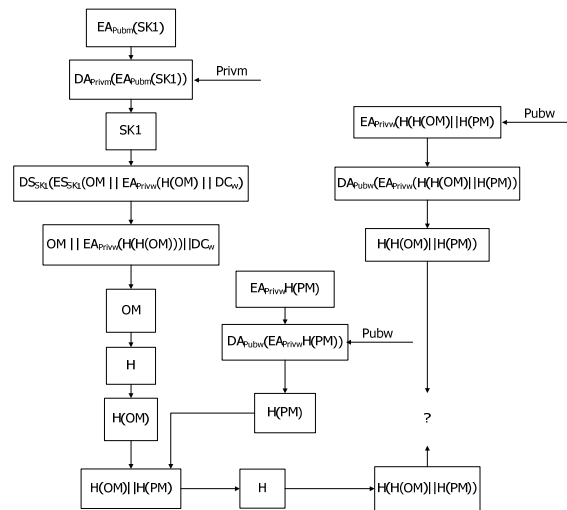 EAPubm(SK1)
DAPrivm(EAPubm(SK1))
Privm
SK1
DSSK1(ESSK1(OM || EAPrivw(H(OM) || DCw)
OM || EAPrivw(H(H(OM)))||DCw
OM
H
H(OM)
H(OM)||H(PM)
EAPrivwH(PM)
DAPubw(EAPrivwH(PM))
Pubw
H(PM)
H
EAPrivw(H(H(OM)||H(PM)
Pubw
DAPubw(EAPrivw(H(H(OM)||H(PM))
H(H(OM)||H(PM))
?
H(H(OM)||H(PM))